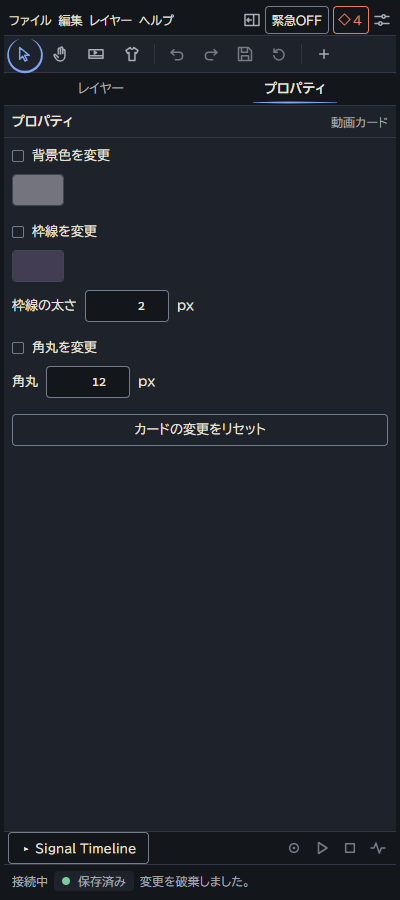 ファイル 編集 レイヤー ヘルプ 緊急OFF ◇4
レイヤー プロパティ
プロパティ 動画カード
背景色を変更
枠線を変更
枠線の太さ 2 px
角丸を変更
角丸 12 px
カードの変更をリセット
▸ Signal Timeline
接続中 ● 保存済み 変更を破棄しました。